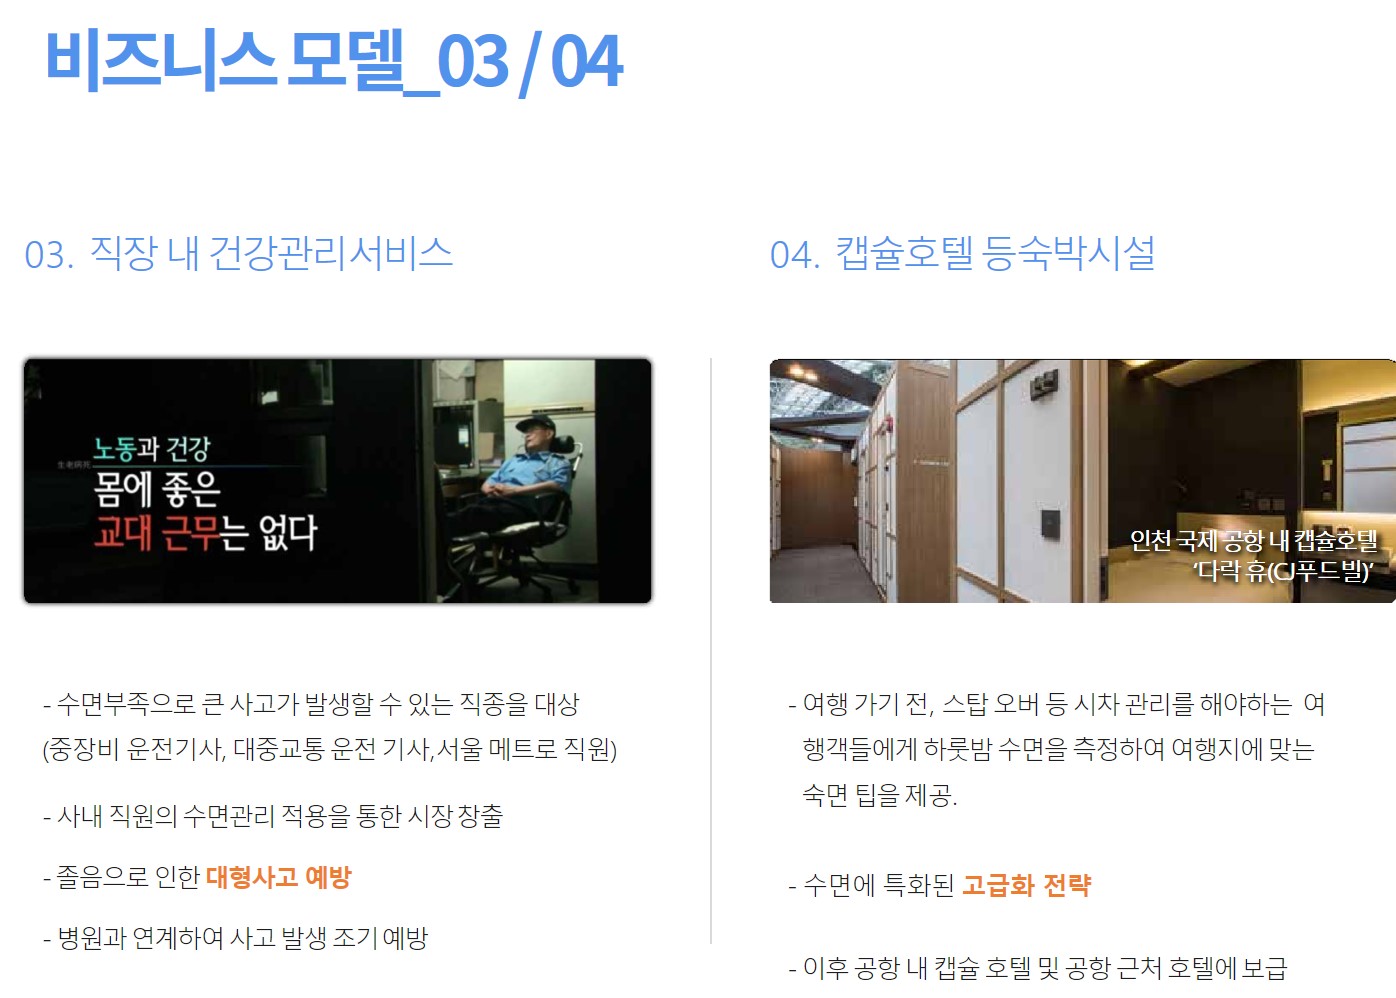 비즈니스 모델_03 / 04
03. 직장 내 건강관리서비스
노동과 건강
生老病死
몸에 좋은
교대 근무는 없다
- 수면부족으로 큰 사고가 발생할 수 있는 직종을 대상
(중장비 운전기사, 대중교통 운전 기사,서울 메트로 직원)
- 사내 직원의 수면관리 적용을 통한 시장 창출
- 졸음으로 인한 대형사고 예방
- 병원과 연계하여 사고 발생 조기 예방
04. 캡슐호텔 등숙박시설
인천 국제 공항 내 캡슐호텔
‘다락 휴(CJ푸드빌)’
- 여행 가기 전, 스탑 오버 등 시차 관리를 해야하는 여
행객들에게 하룻밤 수면을 측정하여 여행지에 맞는
숙면 팁을 제공.
- 수면에 특화된 고급화 전략
- 이후 공항 내 캡슐 호텔 및 공항 근처 호텔에 보급